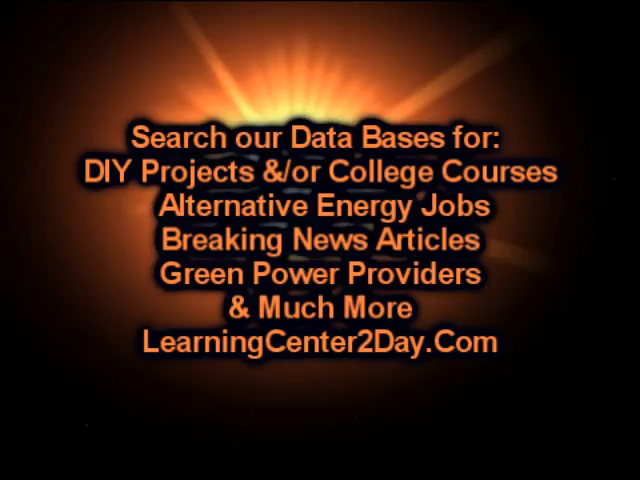 Search our Data Bases for:
DIY Projects &/or College Courses
Alternative Energy Jobs
Breaking News Articles
Green Power Providers
& Much More
LearningCenter2Day.Com